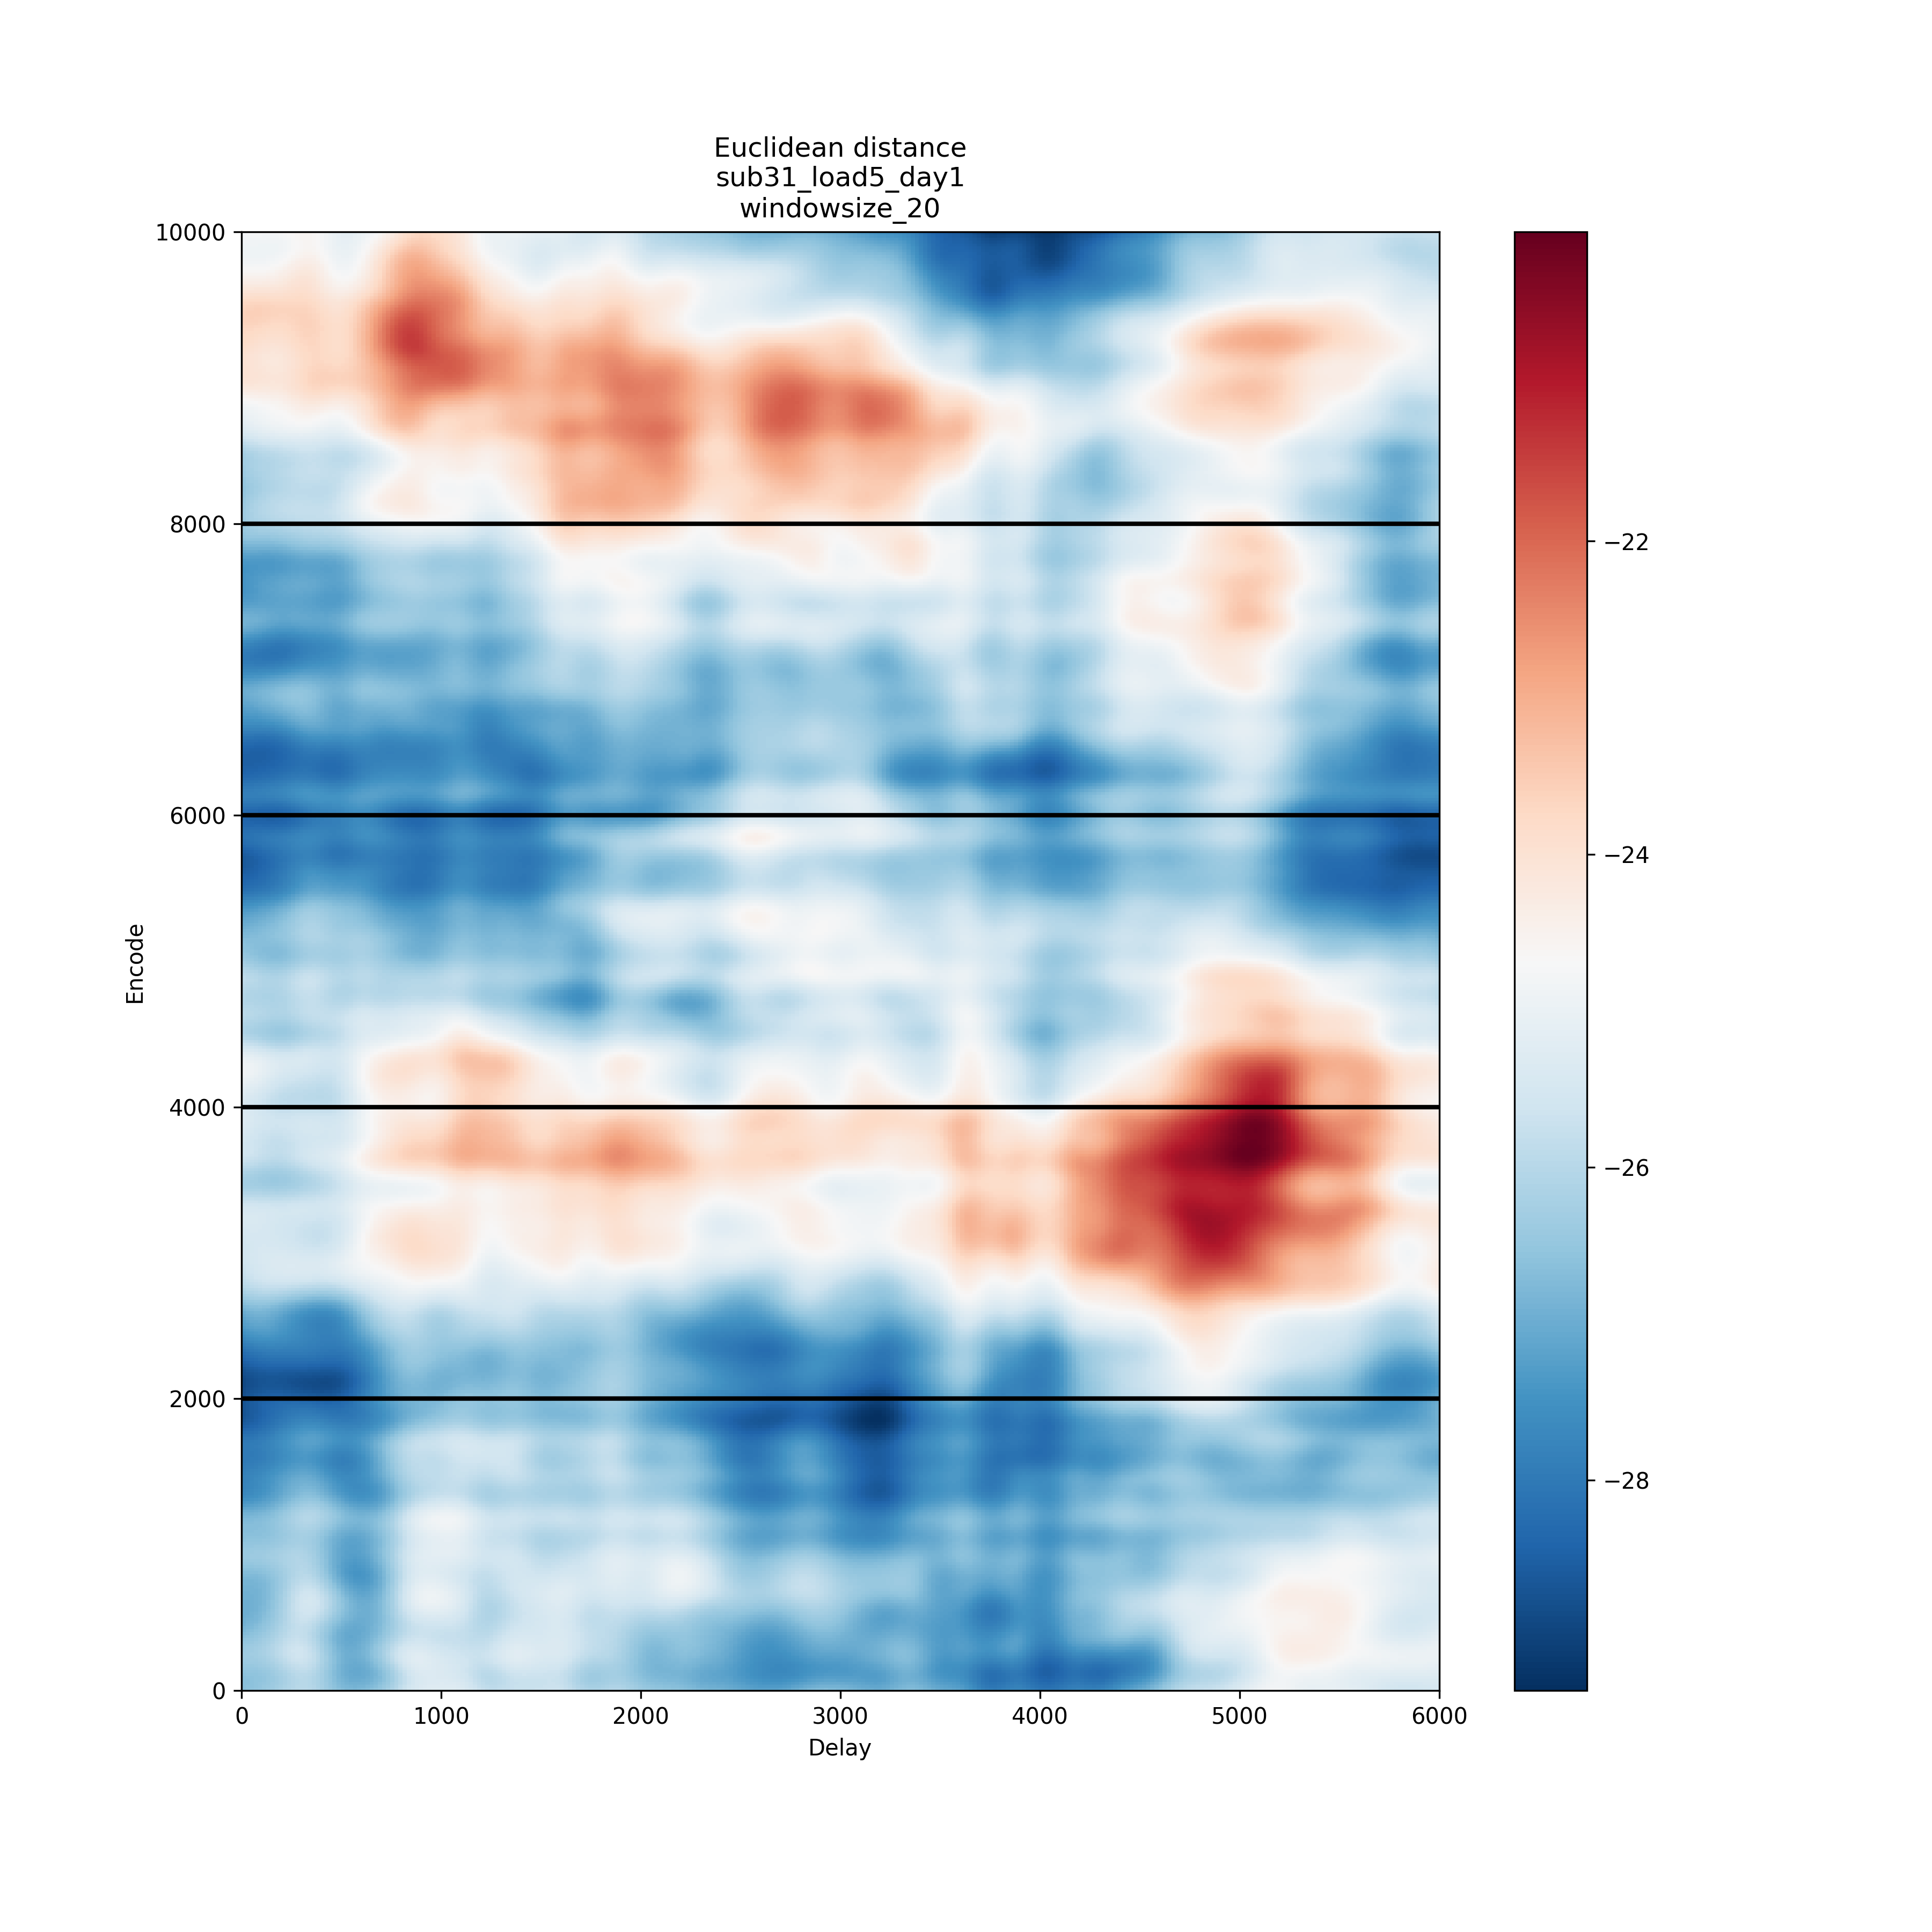 Euclidean distance
sub31_load5_day1
windowsize_20
10000
8000
6000
4000
2000
0
Encode
0 1000 2000 3000 4000 5000 6000
Delay
−22
−24
−26
−28